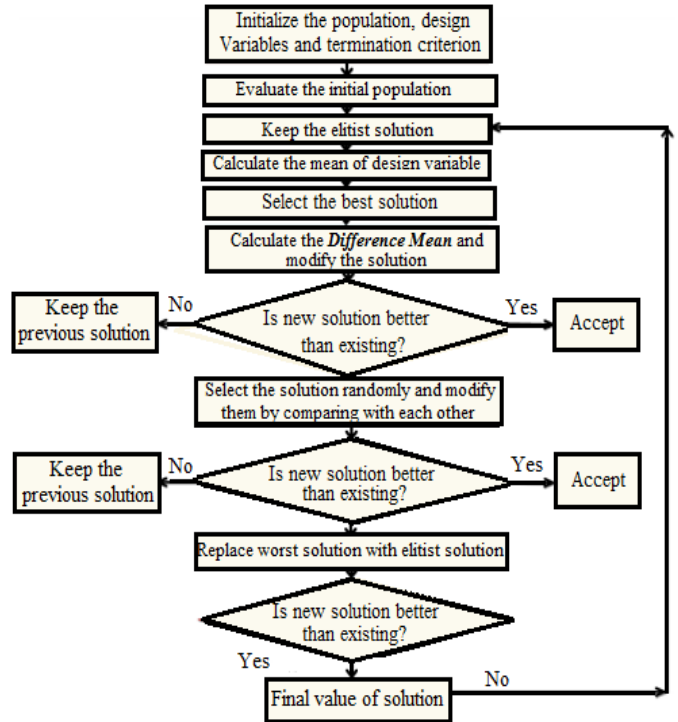 Initialize the population, design
Variables and termination criterion
Evaluate the initial population
Keep the elitist solution
Calculate the mean of design variable
Select the best solution
Calculate the Difference Mean and
modify the solution
Keep the
previous solution
No
Is new solution better
than existing?
Yes
Accept
Select the solution randomly and modify
them by comparing with each other
Keep the
previous solution
No
Is new solution better
than existing?
Yes
Accept
Replace worst solution with elitist solution
Is new solution better
than existing?
Yes
Final value of solution
No